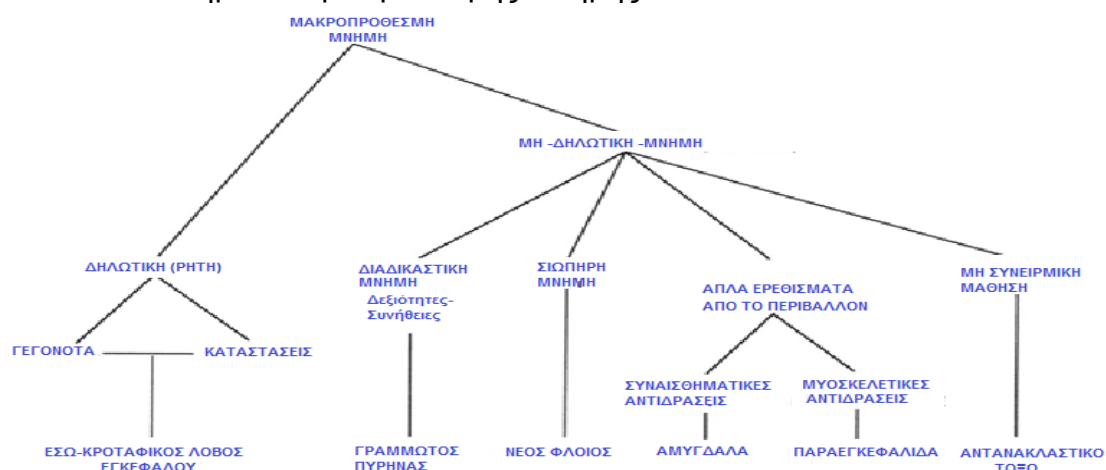 ΜΑΚΡΟΠΡΟΘΕΣΜΗ
ΜΝΗΜΗ
ΜΗ -ΔΗΛΩΤΙΚΗ -ΜΝΗΜΗ
ΔΗΛΩΤΙΚΗ (ΡΗΤΗ)
ΔΙΑΔΙΚΑΣΤΙΚΗ
ΜΝΗΜΗ
Δεξιότητες-
Συνήθειες
ΣΙΩΠΗΡΗ
ΜΝΗΜΗ
ΑΠΛΑ ΕΡΕΘΙΣΜΑΤΑ
ΑΠΟ ΤΟ ΠΕΡΙΒΑΛΛΟΝ
ΜΗ ΣΥΝΕΙΡΜΙΚΗ
ΜΑΘΗΣΗ
ΓΕΓΟΝΟΤΑ
ΚΑΤΑΣΤΑΣΕΙΣ
ΣΥΝΑΙΣΘΗΜΑΤΙΚΕΣ
ΑΝΤΙΔΡΑΣΕΙΣ
ΜΥΟΣΚΕΛΕΤΙΚΕΣ
ΑΝΤΙΔΡΑΣΕΙΣ
ΕΣΩ-ΚΡΟΤΑΦΙΚΟΣ ΛΟΒΟΣ
ΕΓΚΕΦΑΛΟΥ
ΓΡΑΜΜΩΤΟΣ
ΠΥΡΗΝΑΣ
ΝΕΟΣ ΦΛΟΙΟΣ
ΑΜΥΓΔΑΛΑ
ΠΑΡΑΕΓΚΕΦΑΛΙΔΑ
ΑΝΤΑΝΑΚΛΑΣΤΙΚΟ
ΤΟΞΟ